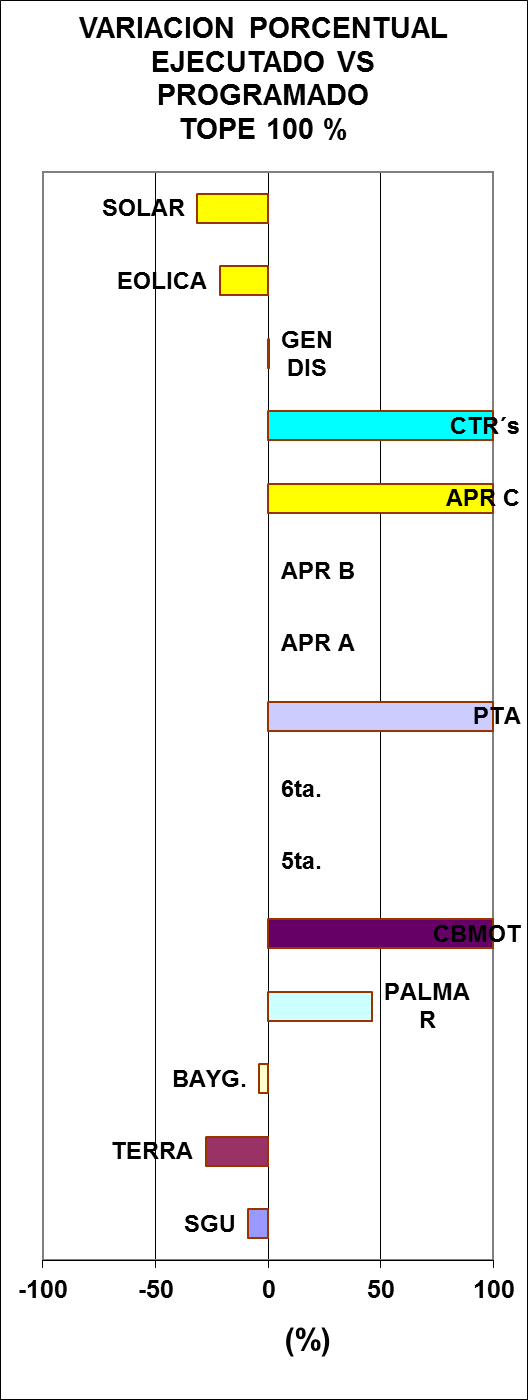 VARIACION PORCENTUAL
EJECUTADO VS
PROGRAMADO
TOPE 100 %
SOLAR
EOLICA
GEN
DIS
CTR´s
APR C
APR B
APR A
PTA
6ta.
5ta.
CBMOT
PALMA
R
BAYG.
TERRA
SGU
-100 -50 0 50 100
(%)